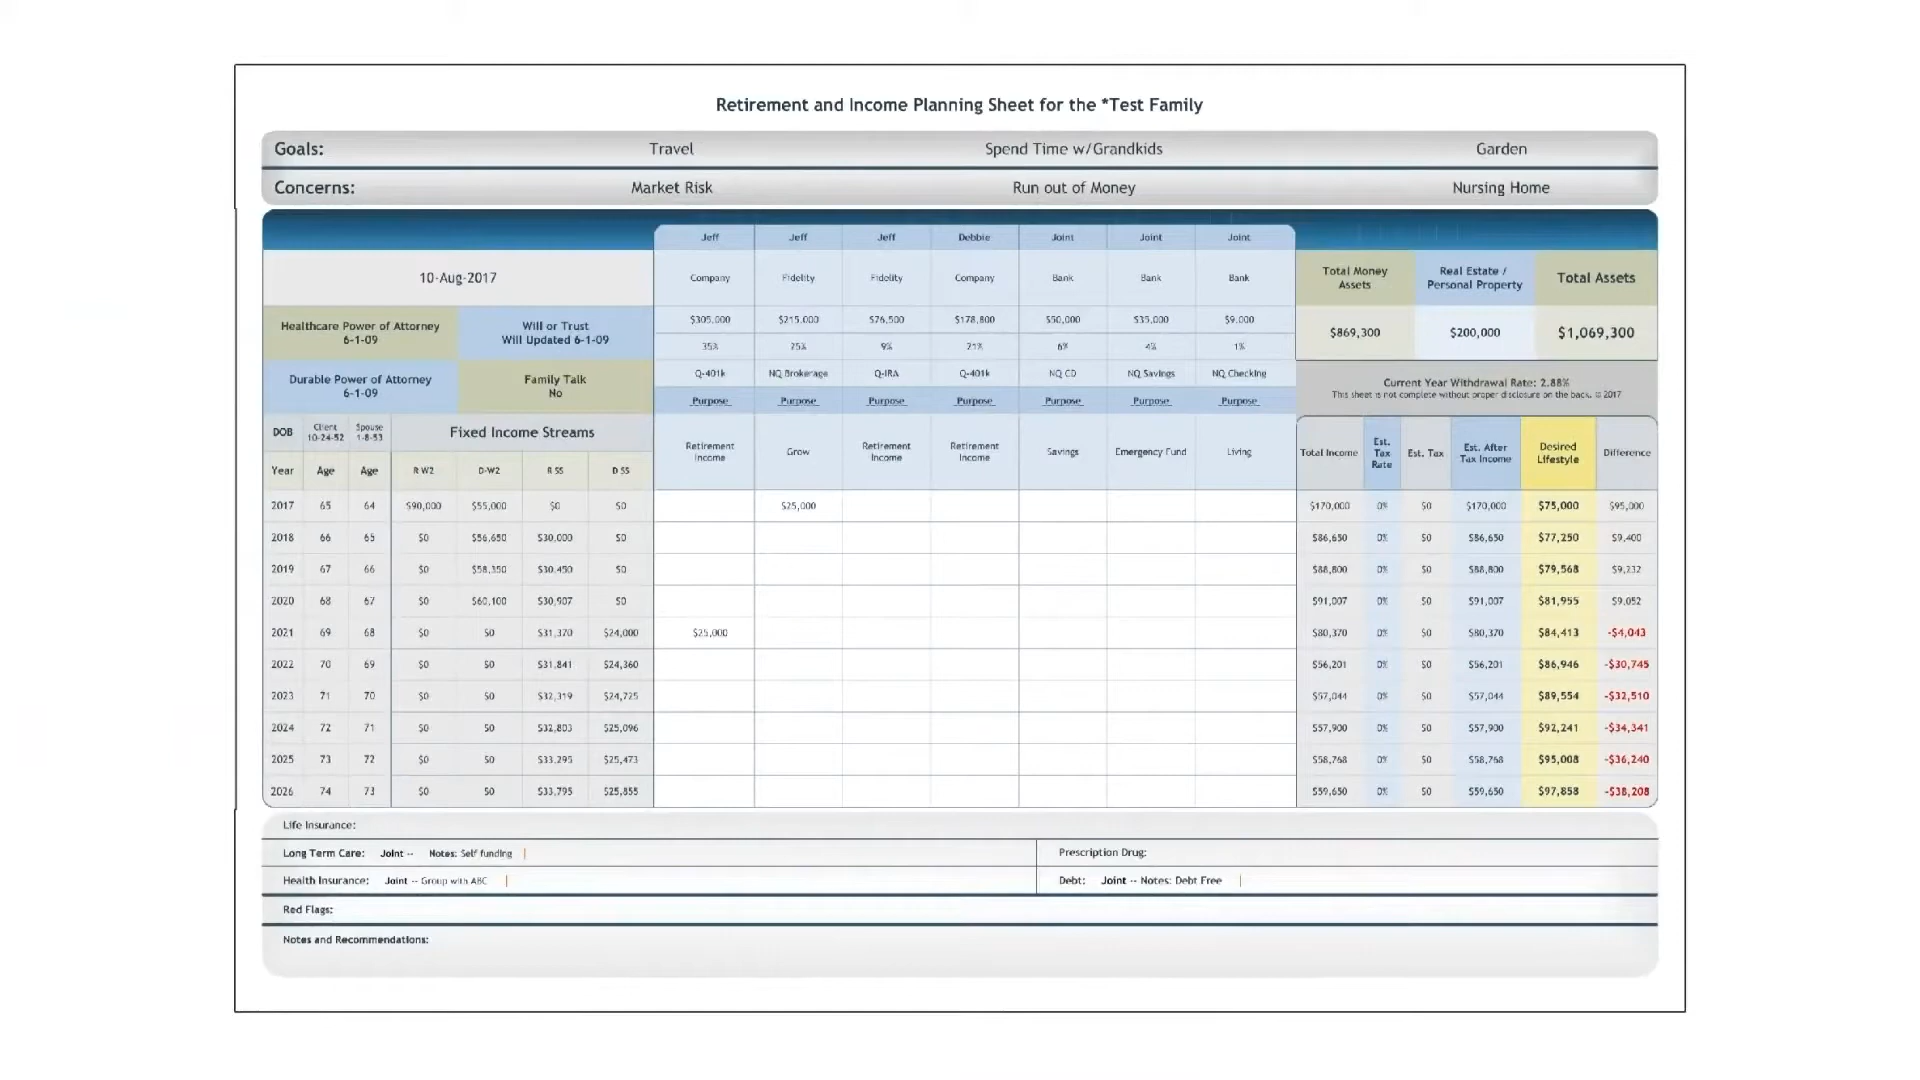 Retirement and Income Planning Sheet for the *Test Family
Goals: Travel Spend Time w/Grandkids Garden
Concerns: Market Risk Run out of Money Nursing Home
Jeff Jeff Jeff Debbie Joint Joint Joint
10-Aug-2017 Company Fidelity Fidelity Company Bank Bank Bank
Total Money Assets Real Estate / Personal Property Total Assets
Healthcare Power of Attorney 6-1-09 Will or Trust Will Updated 6-1-09
$305,000 $215,000 $76,500 $178,800 $50,000 $35,000 $9,000
$869,300 $200,000 $1,069,300
35% 25% 9% 21% 6% 4% 1%
Durable Power of Attorney 6-1-09 Family Talk No
Q-401k NQ Brokerage Q-IRA Q-401k NQ CD NQ Savings NQ Checking
Current Year Withdrawal Rate: 2.88%
This sheet is not complete without proper disclosure on the back. © 2017
Purpose Purpose Purpose Purpose Purpose Purpose Purpose
DOB Client 10-24-52 Spouse 1-8-53 Fixed Income Streams
Retirement Income Grow Retirement Income Retirement Income Savings Emergency Fund Living
Total Income Est. Tax Rate Est. Tax Est. After Tax Income Desired Lifestyle Difference
Year Age Age R W2 D-W2 R SS D SS
2017 65 64 $90,000 $55,000 $0 $0 $25,000 $170,000 0% $0 $170,000 $75,000 $95,000
2018 66 65 $0 $56,650 $30,000 $0 $86,650 0% $0 $86,650 $77,250 $9,400
2019 67 66 $0 $58,350 $30,450 $0 $88,800 0% $0 $88,800 $79,568 $9,232
2020 68 67 $0 $60,100 $30,907 $0 $91,007 0% $0 $91,007 $81,955 $9,052
2021 69 68 $0 $0 $31,370 $24,000 $25,000 $80,370 0% $0 $80,370 $84,413 -$4,043
2022 70 69 $0 $0 $31,841 $24,360 $56,201 0% $0 $56,201 $86,946 -$30,745
2023 71 70 $0 $0 $32,319 $24,725 $57,044 0% $0 $57,044 $89,554 -$32,510
2024 72 71 $0 $0 $32,803 $25,096 $57,900 0% $0 $57,900 $92,241 -$34,341
2025 73 72 $0 $0 $33,295 $25,473 $58,768 0% $0 $58,768 $95,008 -$36,240
2026 74 73 $0 $0 $33,795 $25,855 $59,650 0% $0 $59,650 $97,858 -$38,208
Life Insurance:
Long Term Care: Joint -- Notes: Self funding | Prescription Drug:
Health Insurance: Joint -- Group with ABC | Debt: Joint -- Notes: Debt Free |
Red Flags:
Notes and Recommendations: